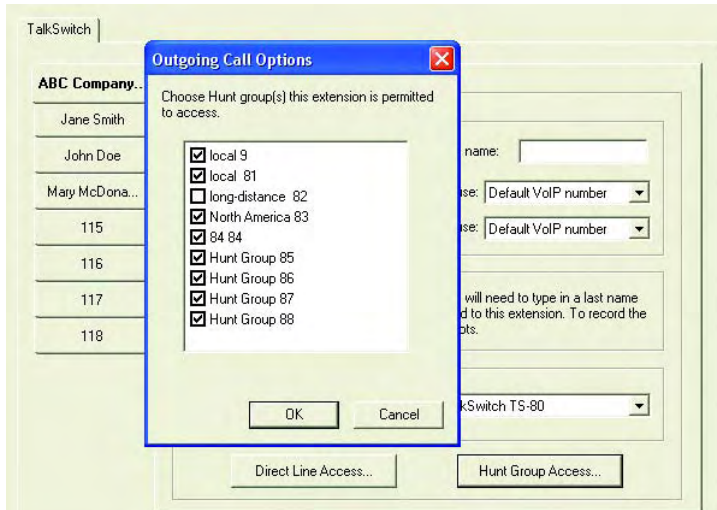 TalkSwitch
Outgoing Call Options
ABC Company..
Choose Hunt group(s) this extension is permitted
to access.
Jane Smith
John Doe
Mary McDona...
115
116
117
118
local 9
local 81
long-distance 82
North America 83
84 84
Hunt Group 85
Hunt Group 86
Hunt Group 87
Hunt Group 88
OK
Cancel
name:
Default VoIP number
Default VoIP number
will need to type in a last name
to this extension. To record the
TS-80
Direct Line Access...
Hunt Group Access...